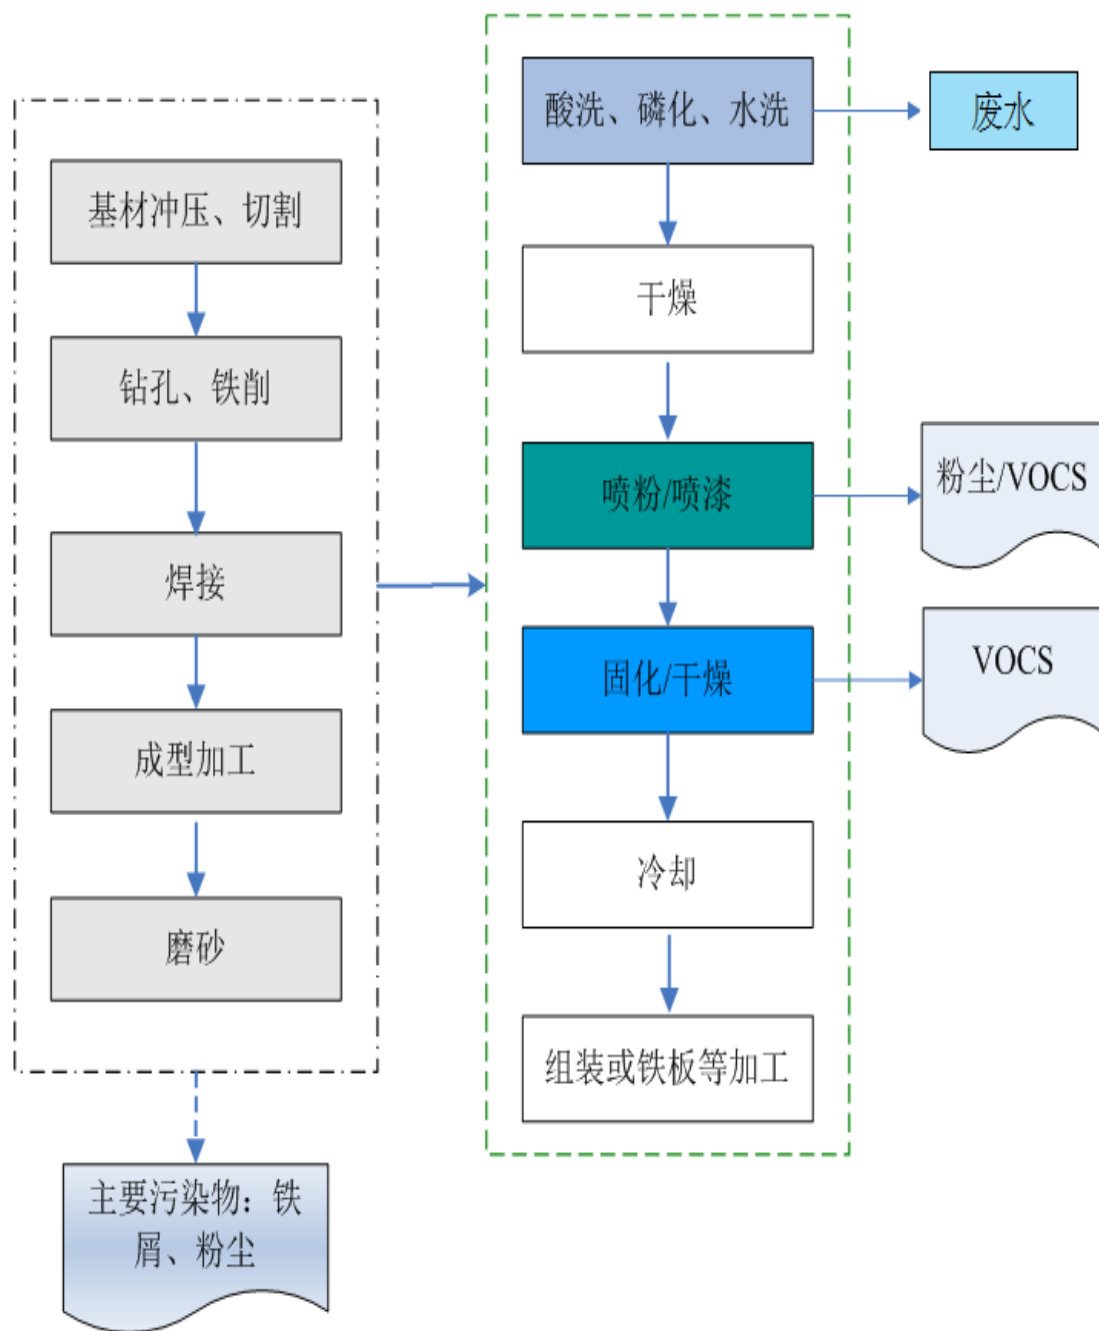 基材冲压、切割
钻孔、铁削
焊接
成型加工
磨砂
主要污染物：铁
屑、粉尘
酸洗、磷化、水洗
废水
干燥
喷粉/喷漆
粉尘/VOCS
固化/干燥
VOCS
冷却
组装或铁板等加工